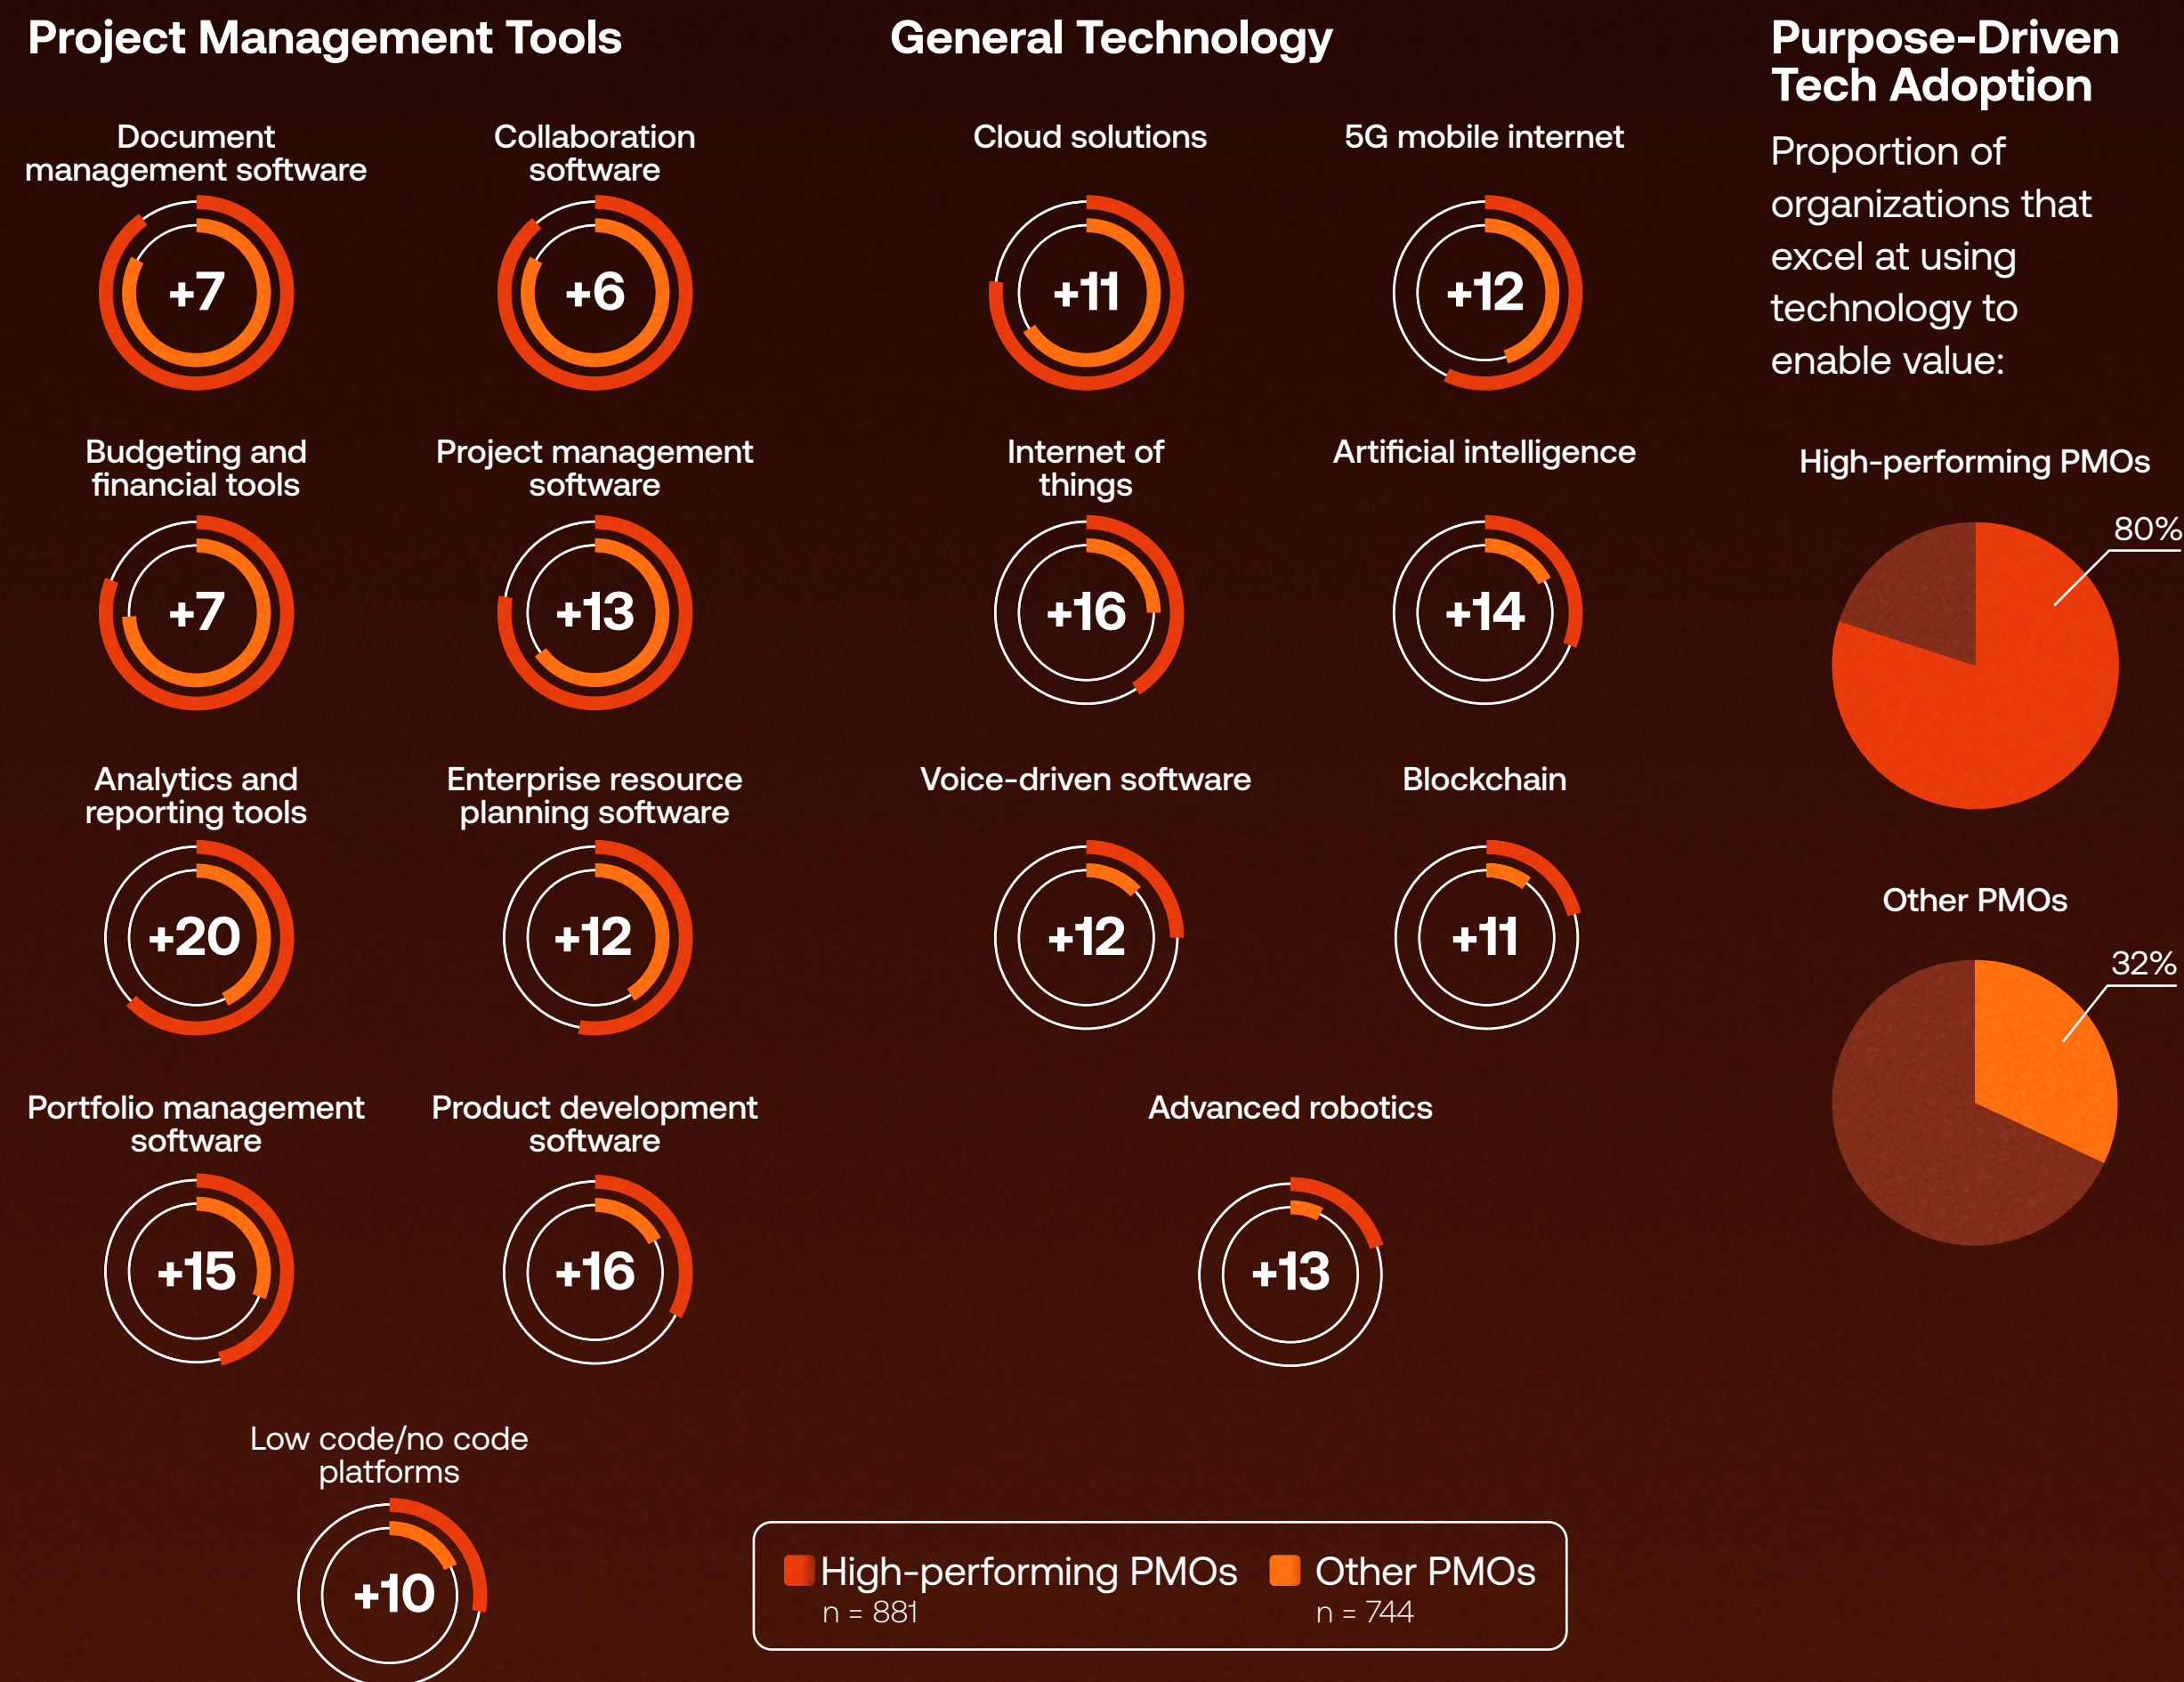 Project Management Tools
Document
management software
+7
Collaboration
software
+6
Budgeting and
financial tools
+7
Project management
software
+13
Analytics and
reporting tools
+20
Enterprise resource
planning software
+12
Portfolio management
software
+15
Product development
software
+16
Low code/no code
platforms
+10
General Technology
Cloud solutions
+11
5G mobile internet
+12
Internet of
things
+16
Artificial intelligence
+14
Voice-driven software
+12
Blockchain
+11
Advanced robotics
+13
High-performing PMOs
n = 881
Other PMOs
n = 744
Purpose-Driven
Tech Adoption
Proportion of
organizations that
excel at using
technology to
enable value:
High-performing PMOs
80%
Other PMOs
32%